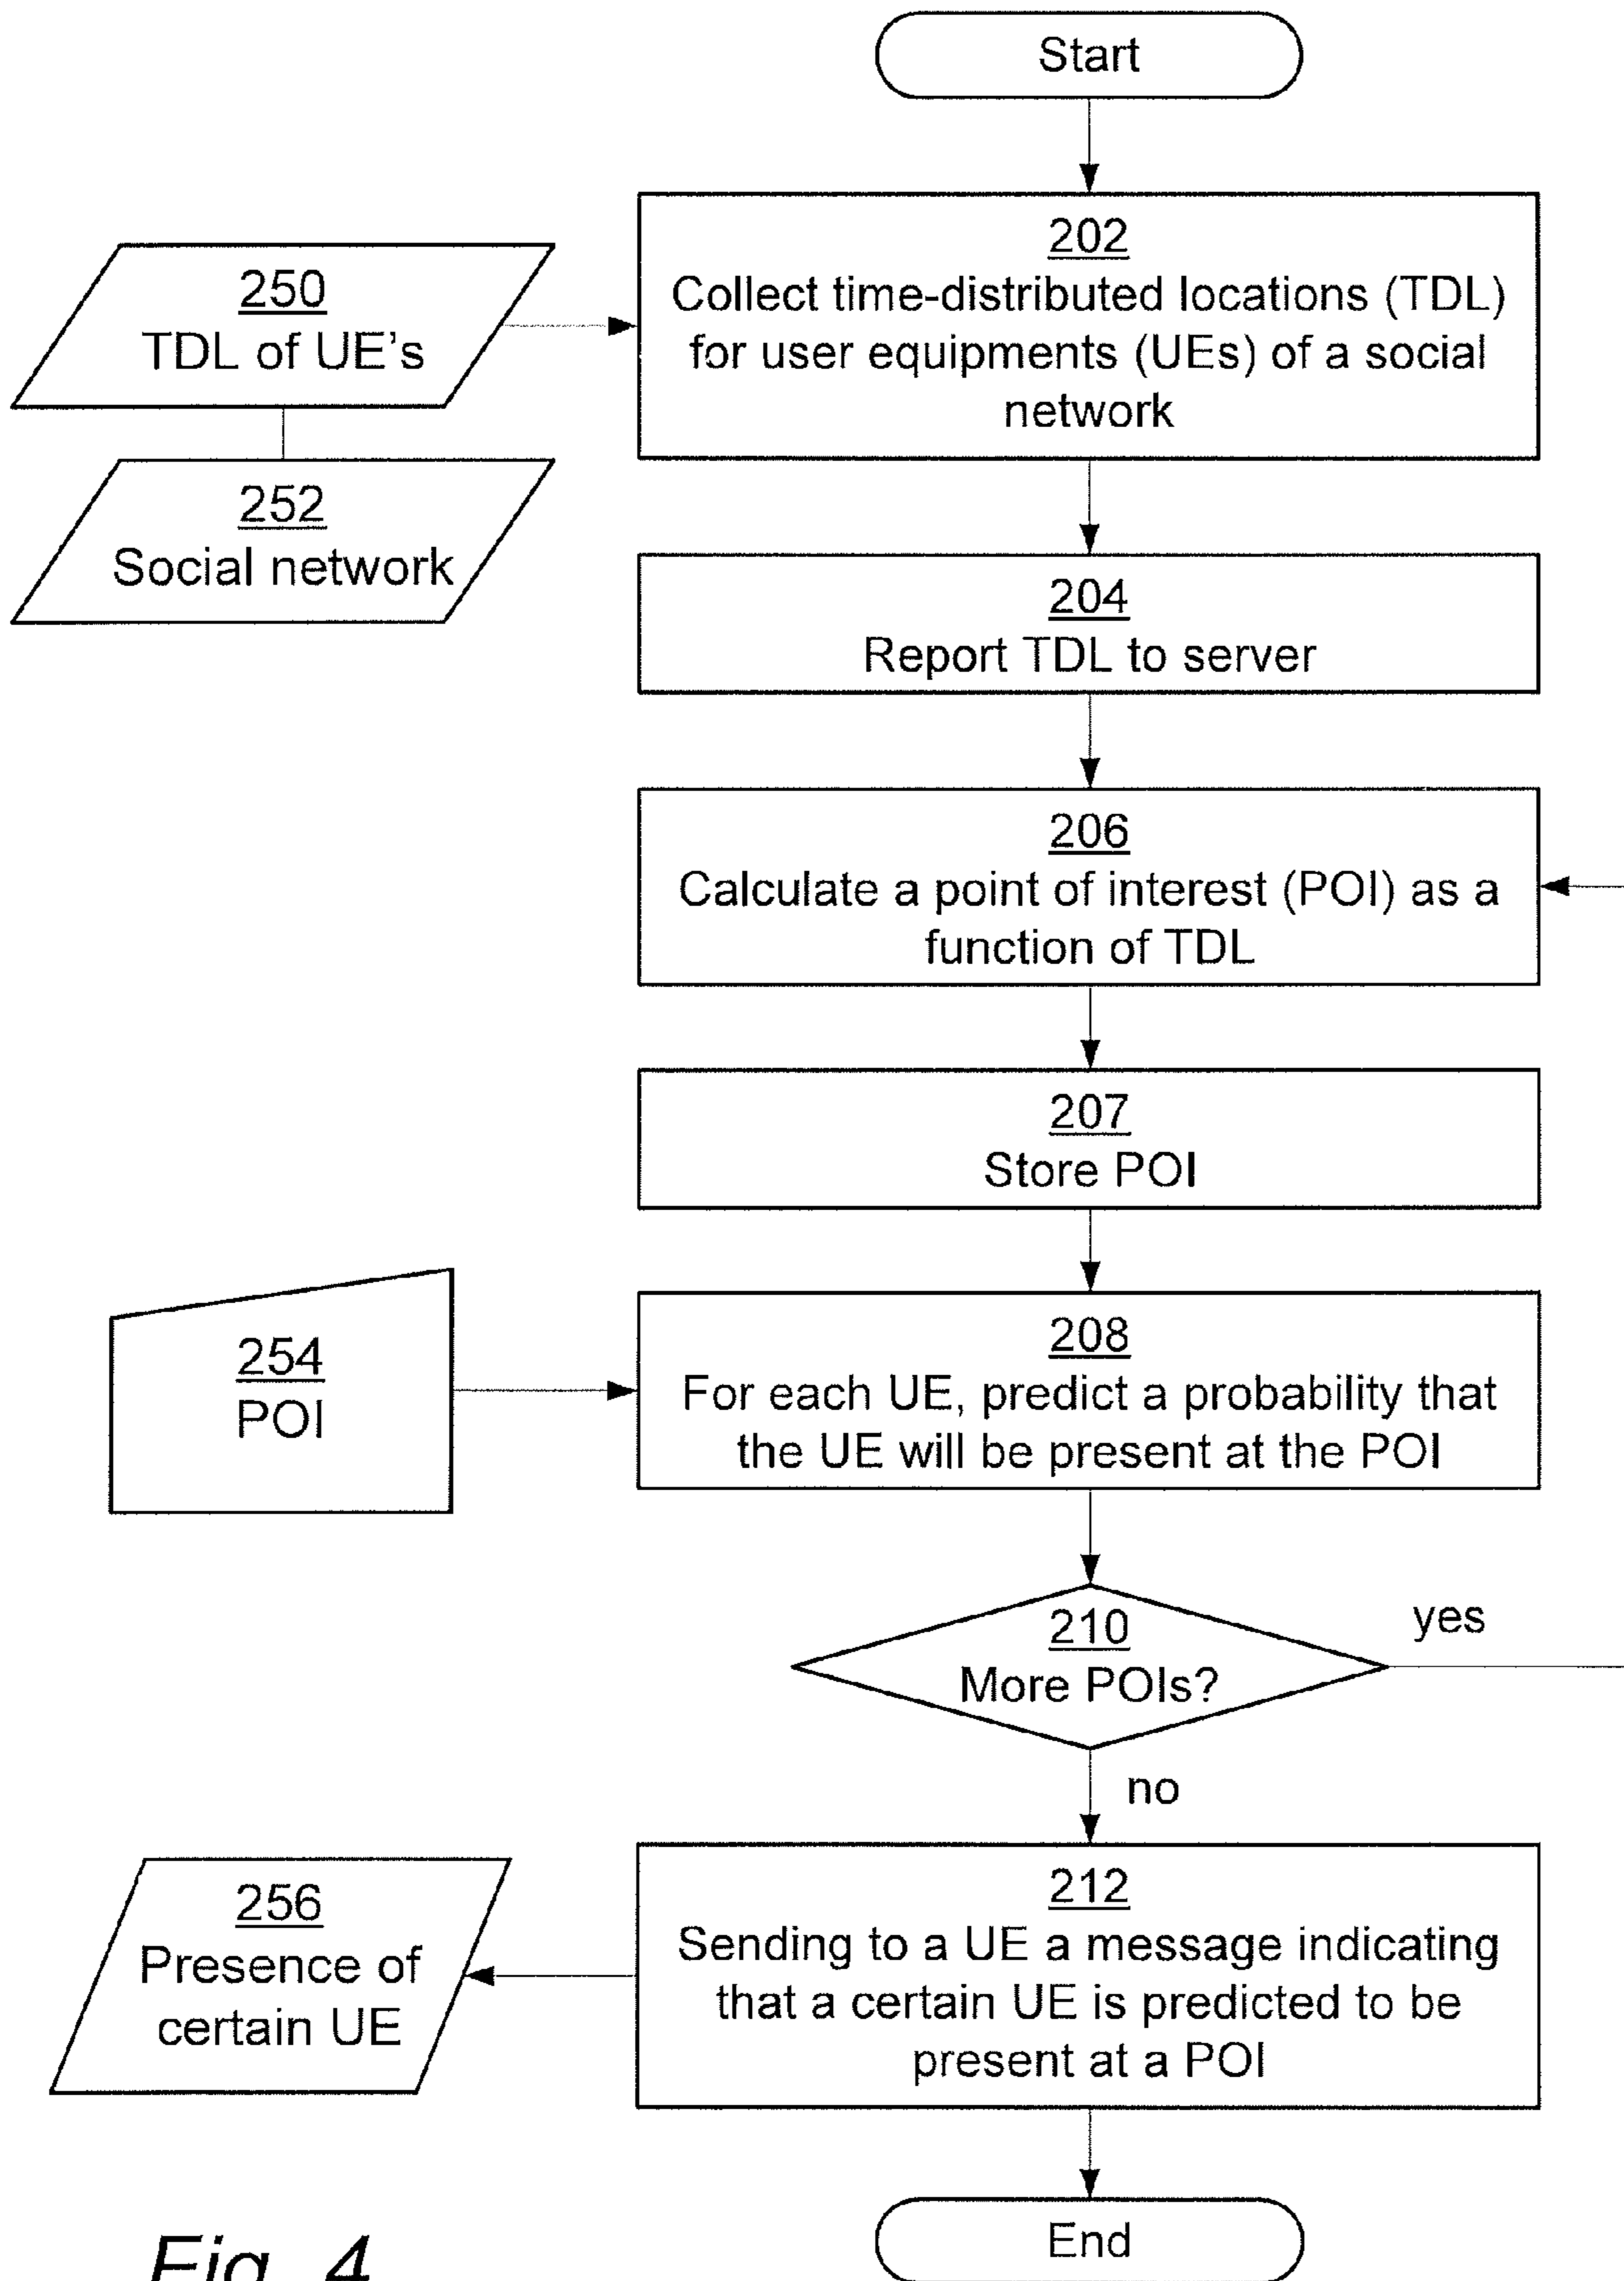 Start
202
Collect time-distributed locations (TDL)
for user equipments (UEs) of a social
network
250
TDL of UE's
252
Social network
204
Report TDL to server
206
Calculate a point of interest (POI) as a
function of TDL
207
Store POI
254
POI
208
For each UE, predict a probability that
the UE will be present at the POI
210
More POIs?
yes
no
212
Sending to a UE a message indicating
that a certain UE is predicted to be
present at a POI
256
Presence of
certain UE
End
Fig. 4